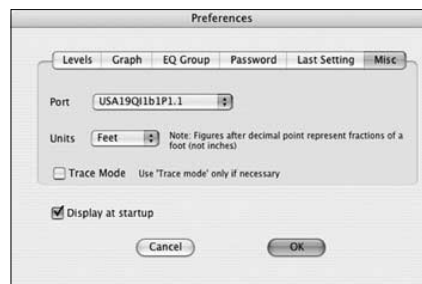 Preferences
Levels Graph EQ Group Password Last Setting Misc
Port USA19QI1b1P1.1
Units Feet Note: Figures after decimal point represent fractions of a
foot (not inches)
Trace Mode Use 'Trace mode' only if necessary
Display at startup
Cancel OK